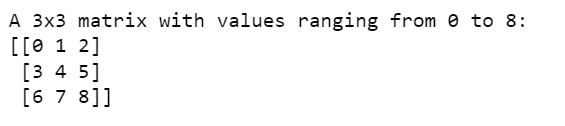 A 3x3 matrix with values ranging from 0 to 8:
[[0 1 2]
 [3 4 5]
 [6 7 8]]